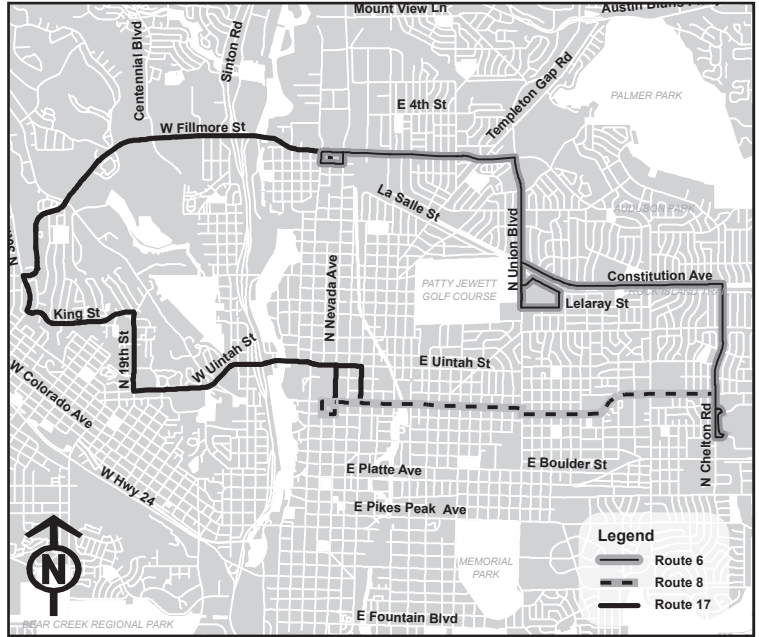 Mount View Ln
Centennial Blvd
Sinton Rd
Templeton Gap Rd
PALMER PARK
E 4th St
W Fillmore St
La Salle St
AUDUBON PARK
N Union Blvd
N Nevada Ave
Constitution Ave
PATTY JEWETT
GOLF COURSE
Lelaray St
King St
N 19th St
W Uintah St
E Uintah St
W Colorado Ave
N Chelton Rd
E Platte Ave
E Boulder St
W Hwy 24
E Pikes Peak Ave
N
MEMORIAL
PARK
Legend
Route 6
Route 8
Route 17
E Fountain Blvd
BEAR CREEK REGIONAL PARK